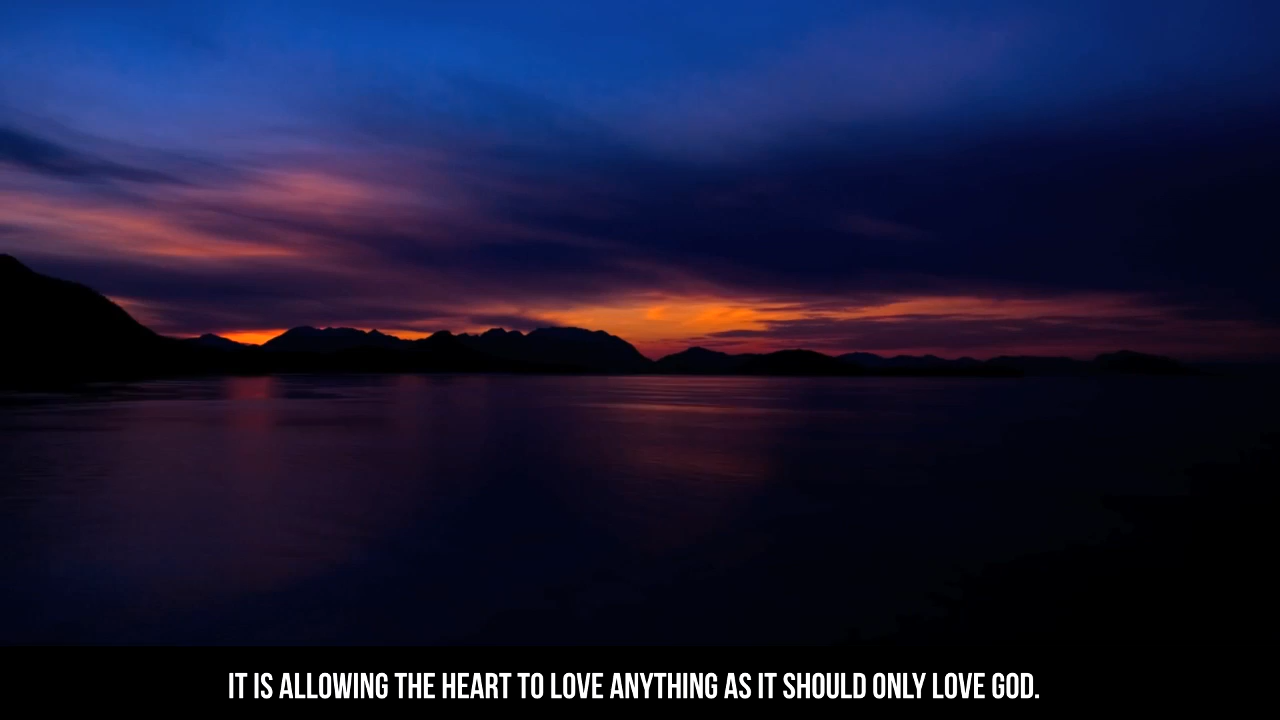 IT IS ALLOWING THE HEART TO LOVE ANYTHING AS IT SHOULD ONLY LOVE GOD.